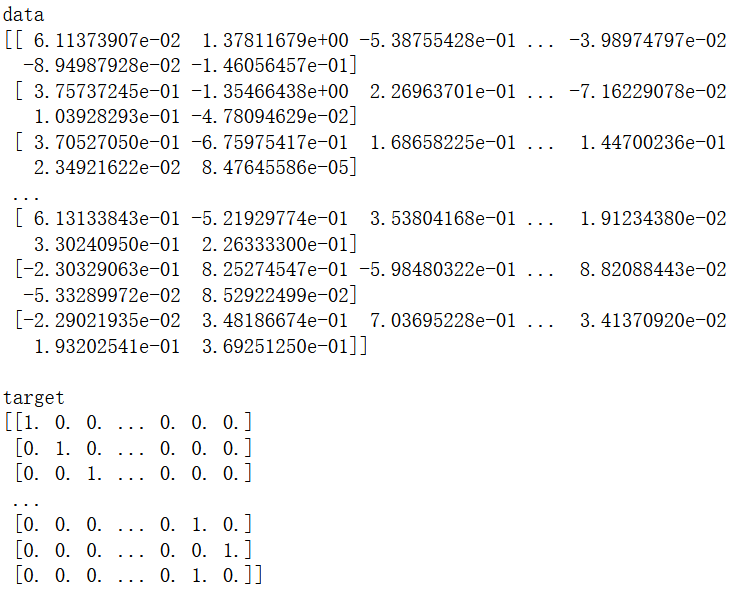 data
[[ 6.11373907e-02  1.37811679e+00 -5.38755428e-01 ... -3.98974797e-02
  -8.94987928e-02 -1.46056457e-01]
 [ 3.75737245e-01 -1.35466438e+00  2.26963701e-01 ... -7.16229078e-02
   1.03928293e-01 -4.78094629e-02]
 [ 3.70527050e-01 -6.75975417e-01  1.68658225e-01 ...  1.44700236e-01
   2.34921622e-02  8.47645586e-05]
 ...
 [ 6.13133843e-01 -5.21929774e-01  3.53804168e-01 ...  1.91234380e-02
   3.30240950e-01  2.26333300e-01]
 [-2.30329063e-01  8.25274547e-01 -5.98480322e-01 ...  8.82088443e-02
  -5.33289972e-02  8.52922499e-02]
 [-2.29021935e-02  3.48186674e-01  7.03695228e-01 ...  3.41370920e-02
   1.93202541e-01  3.69251250e-01]]
target
[[1. 0. 0. ... 0. 0. 0.]
 [0. 1. 0. ... 0. 0. 0.]
 [0. 0. 1. ... 0. 0. 0.]
 ...
 [0. 0. 0. ... 0. 1. 0.]
 [0. 0. 0. ... 0. 0. 1.]
 [0. 0. 0. ... 0. 1. 0.]]